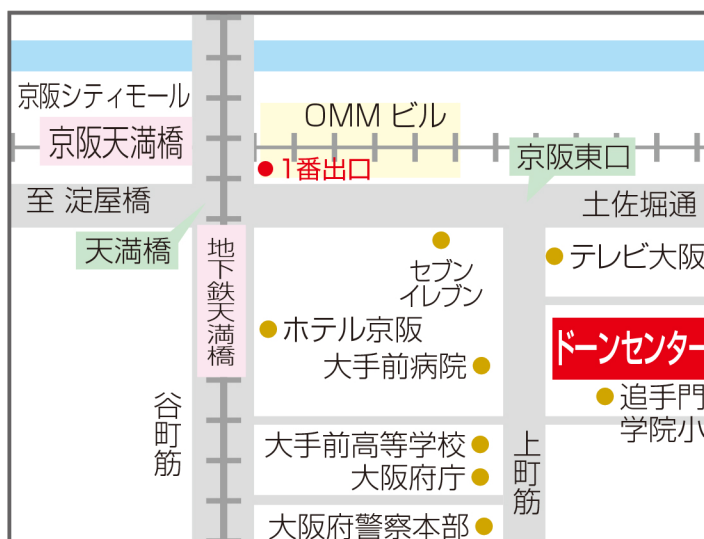 京阪シティモール
OMM ビル
京阪天満橋
京阪東口
1番出口
至 淀屋橋
土佐堀通
天満橋
地下鉄天満橋
セブン
イレブン
テレビ大阪
ホテル京阪
ドーンセンター
大手前病院
追手門
学院小
谷町筋
大手前高等学校
上町筋
大阪府庁
大阪府警察本部